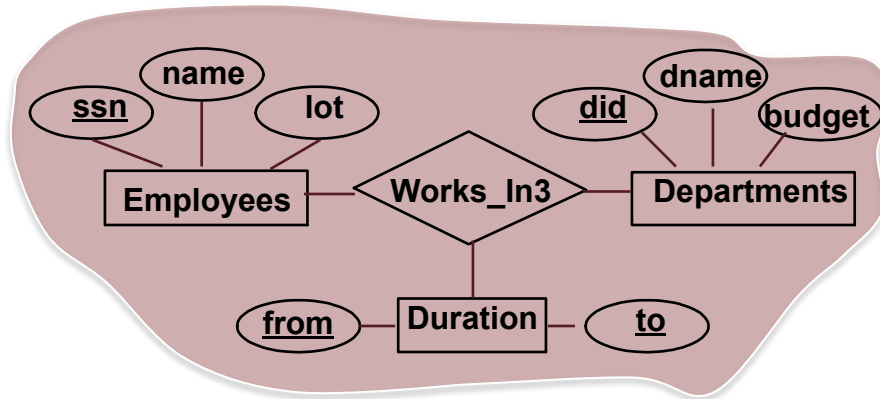 name
ssn
lot
dname
did
budget
Employees
Works_In3
Departments
from
Duration
to